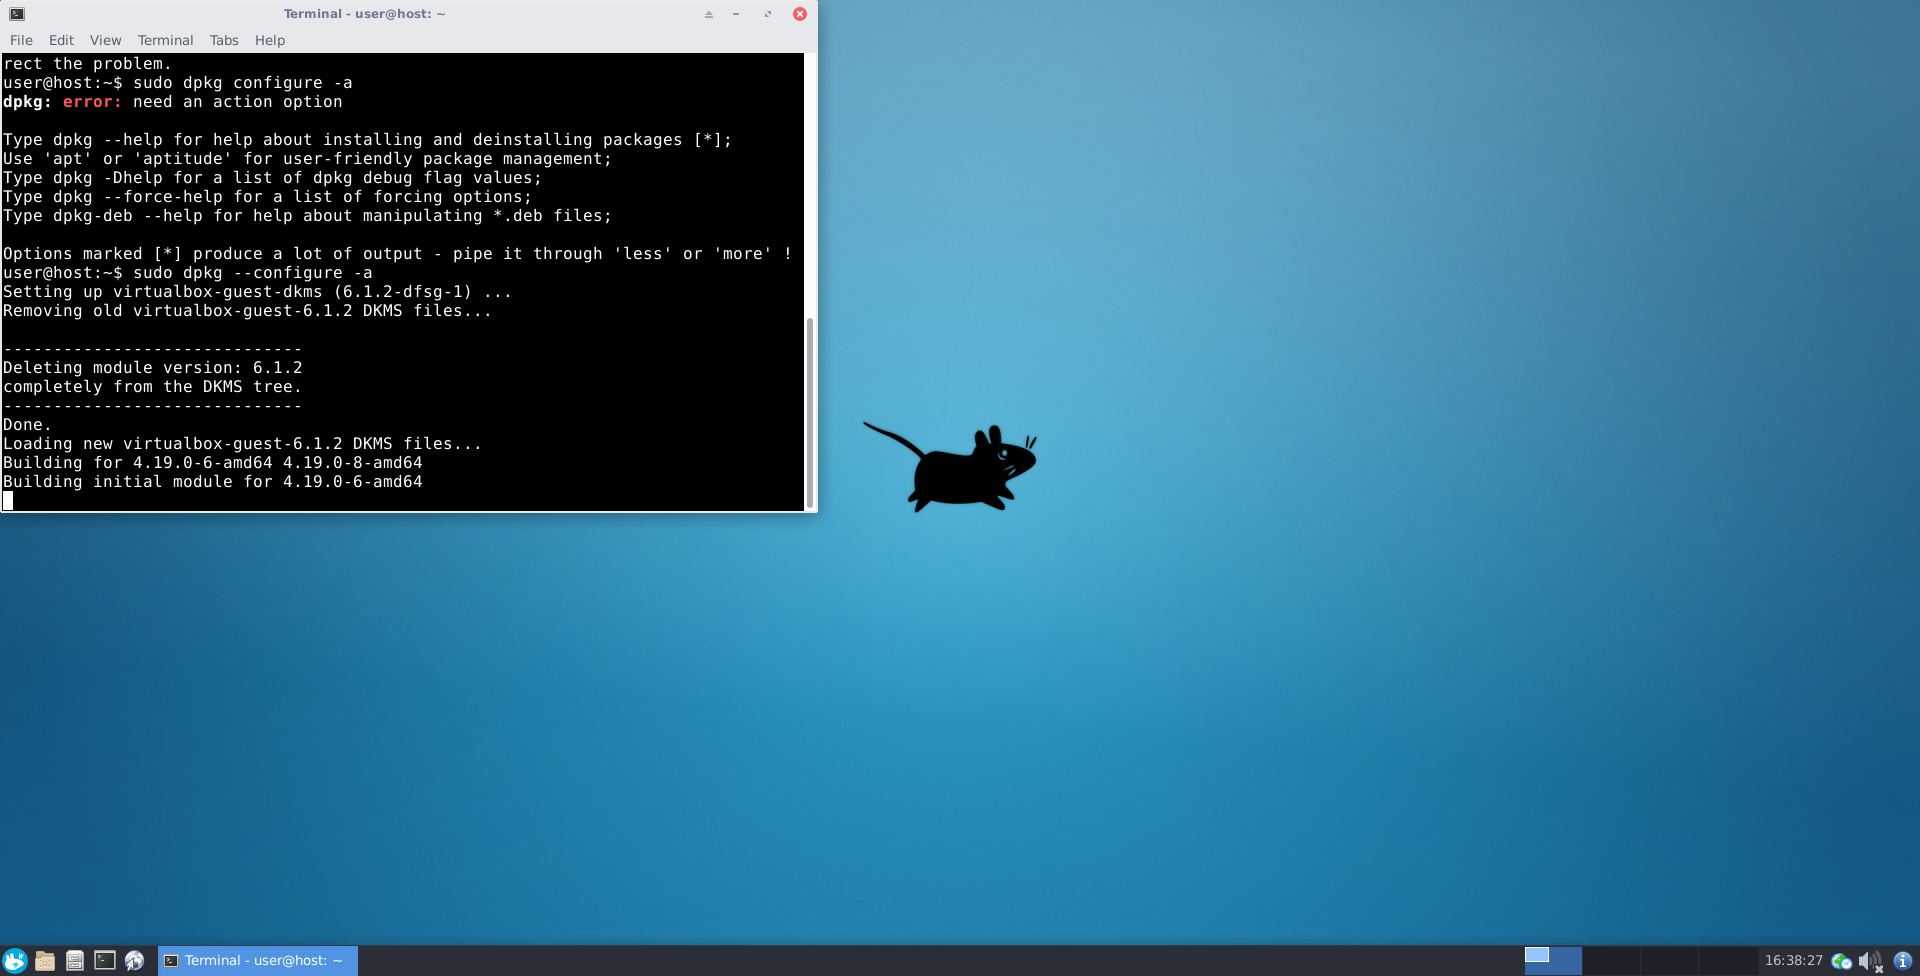 Terminal - user@host: ~
File Edit View Terminal Tabs Help
rect the problem.
user@host:~$ sudo dpkg configure -a
dpkg: error: need an action option
Type dpkg --help for help about installing and deinstalling packages [*];
Use 'apt' or 'aptitude' for user-friendly package management;
Type dpkg -Dhelp for a list of dpkg debug flag values;
Type dpkg --force-help for a list of forcing options;
Type dpkg-deb --help for help about manipulating *.deb files;
Options marked [*] produce a lot of output - pipe it through 'less' or 'more' !
user@host:~$ sudo dpkg --configure -a
Setting up virtualbox-guest-dkms (6.1.2-dfsg-1) ...
Removing old virtualbox-guest-6.1.2 DKMS files...
------------------------------
Deleting module version: 6.1.2
completely from the DKMS tree.
------------------------------
Done.
Loading new virtualbox-guest-6.1.2 DKMS files...
Building for 4.19.0-6-amd64 4.19.0-8-amd64
Building initial module for 4.19.0-6-amd64
Terminal - user@host: ~
16:38:27